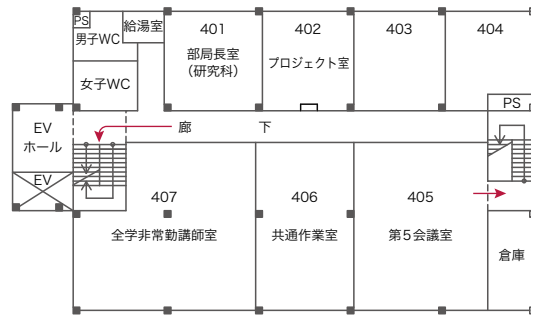 PS
給湯室
男子WC
女子WC
401
部局長室
（研究科）
402
プロジェクト室
403
404
PS
EV
ホール
EV
廊　下
407
全学非常勤講師室
406
共通作業室
405
第５会議室
倉庫